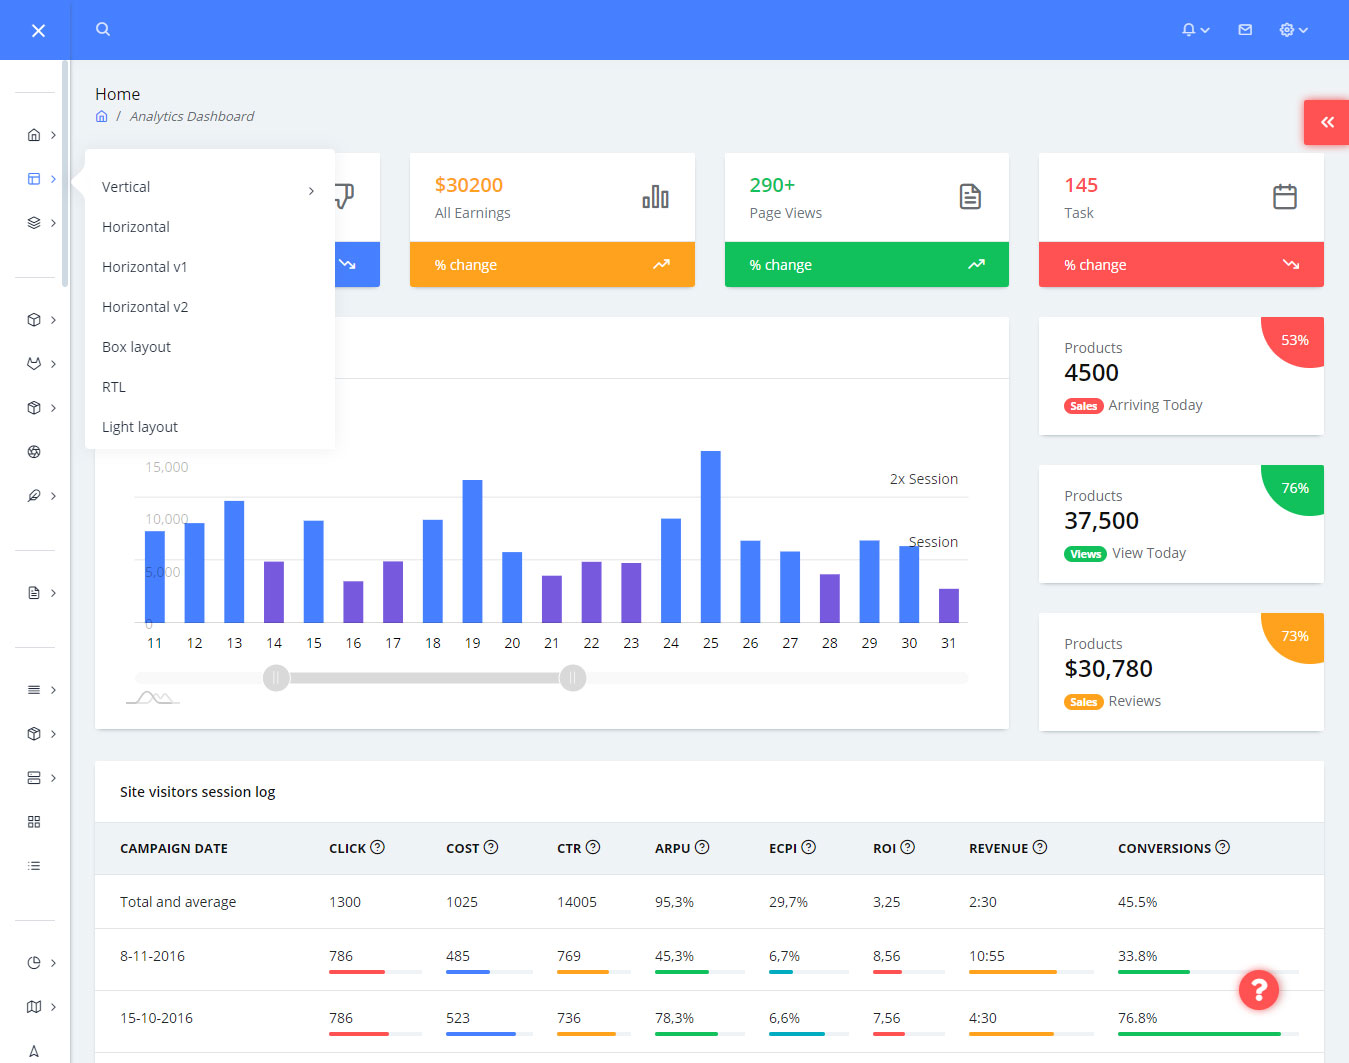 Home
/ Analytics Dashboard
Vertical
Horizontal
Horizontal v1
Horizontal v2
Box layout
RTL
Light layout
$30200
All Earnings
% change
290+
Page Views
% change
145
Task
% change
15,000
10,000
5,000
0
2x Session
Session
11 12 13 14 15 16 17 18 19 20 21 22 23 24 25 26 27 28 29 30 31
53%
Products
4500
Sales Arriving Today
76%
Products
37,500
Views View Today
73%
Products
$30,780
Sales Reviews
Site visitors session log
CAMPAIGN DATE CLICK COST CTR ARPU ECPI ROI REVENUE CONVERSIONS
Total and average 1300 1025 14005 95,3% 29,7% 3,25 2:30 45.5%
8-11-2016 786 485 769 45,3% 6,7% 8,56 10:55 33.8%
15-10-2016 786 523 736 78,3% 6,6% 7,56 4:30 76.8%
?